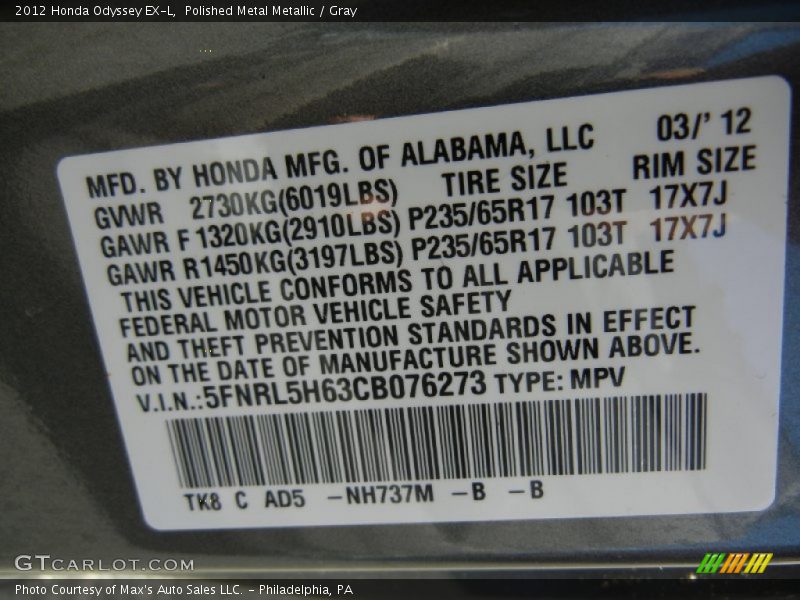 2012 Honda Odyssey EX-L, Polished Metal Metallic / Gray
MFD. BY HONDA MFG. OF ALABAMA, LLC 03/' 12
GVWR 2730KG(6019LBS) TIRE SIZE RIM SIZE
GAWR F 1320KG(2910LBS) P235/65R17 103T 17X7J
GAWR R1450KG(3197LBS) P235/65R17 103T 17X7J
THIS VEHICLE CONFORMS TO ALL APPLICABLE
FEDERAL MOTOR VEHICLE SAFETY
AND THEFT PREVENTION STANDARDS IN EFFECT
ON THE DATE OF MANUFACTURE SHOWN ABOVE.
V.I.N.:5FNRL5H63CB076273 TYPE: MPV
TK8 C AD5 -NH737M -B -B
GTCARLOT.COM
Photo Courtesy of Max's Auto Sales LLC. - Philadelphia, PA